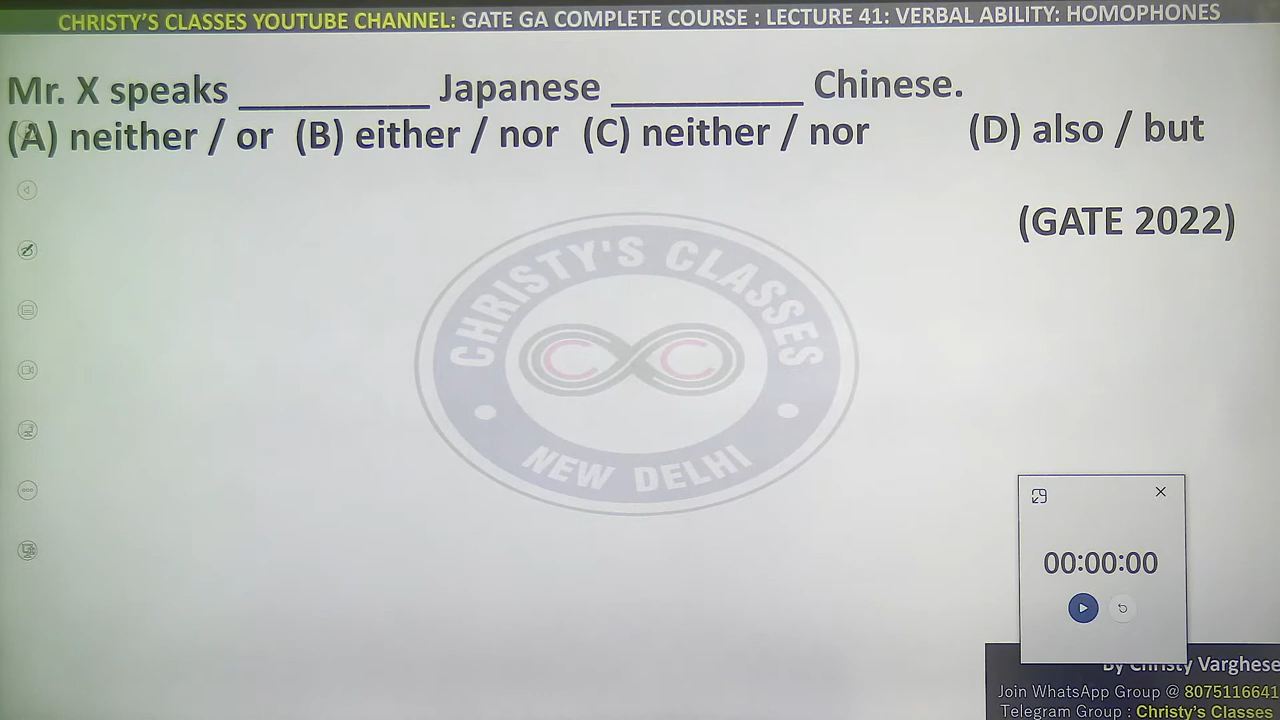 CHRISTY'S CLASSES YOUTUBE CHANNEL: GATE GA COMPLETE COURSE : LECTURE 41: VERBAL ABILITY: HOMOPHONES
Mr. X speaks __________ Japanese __________ Chinese.
(A) neither / or (B) either / nor (C) neither / nor (D) also / but
(GATE 2022)
CHRISTY'S CLASSES
CC
NEW DELHI
00:00:00
By Christy Varghese
Join WhatsApp Group @ 8075116641
Telegram Group : Christy's Classes